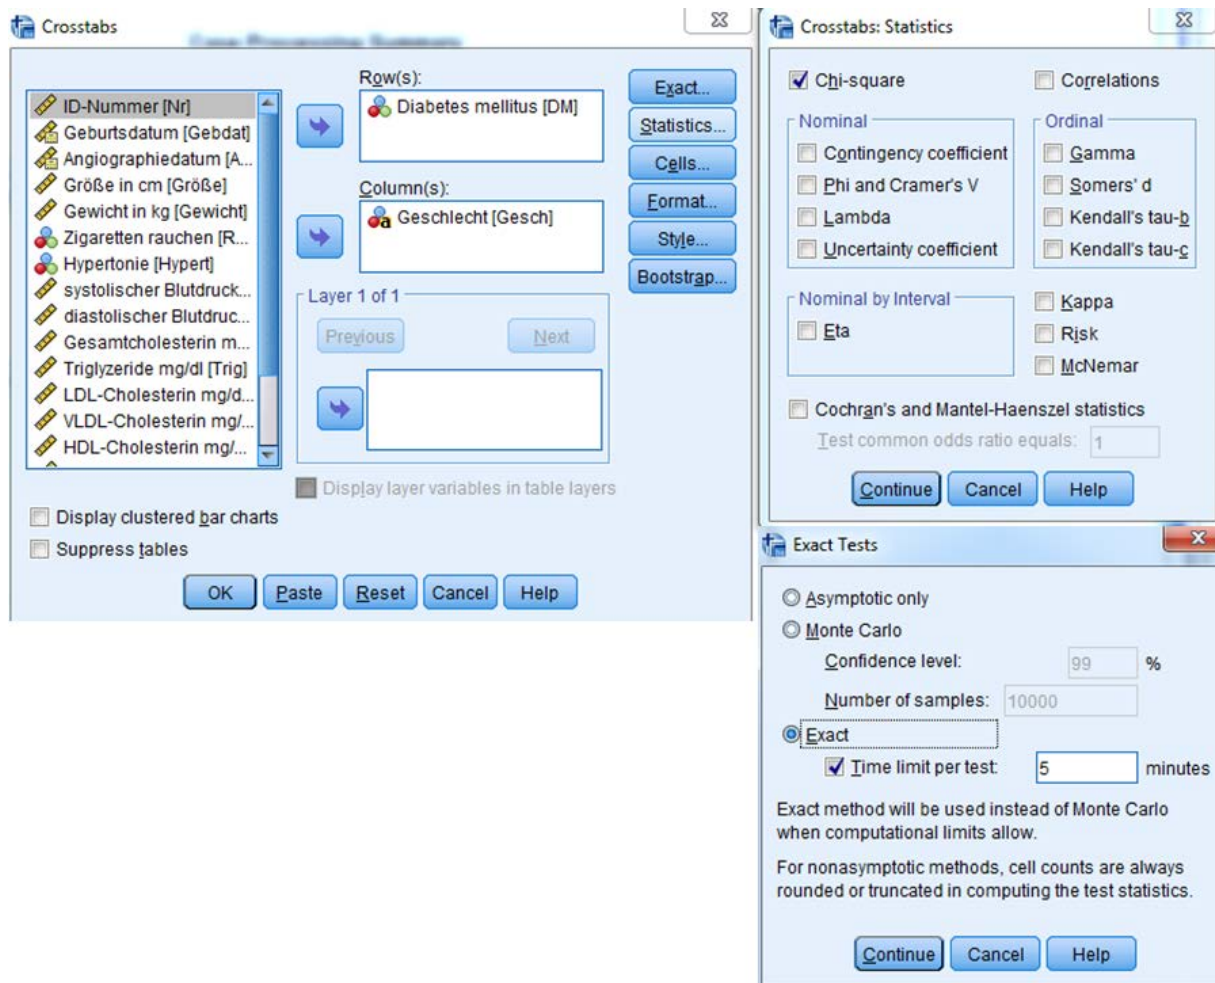 Crosstabs
Case Processing Summary
ID-Nummer [Nr]
Geburtsdatum [Gebdat]
Angiographiedatum [A...
Größe in cm [Größe]
Gewicht in kg [Gewicht]
Zigaretten rauchen [R...
Hypertonie [Hypert]
systolischer Blutdruck...
diastolischer Blutdruc...
Gesamtcholesterin m...
Triglyzeride mg/dl [Trig]
LDL-Cholesterin mg/d...
VLDL-Cholesterin mg/...
HDL-Cholesterin mg/...
Row(s):
Diabetes mellitus [DM]
Column(s):
a Geschlecht [Gesch]
Layer 1 of 1
Previous Next
Display layer variables in table layers
Exact...
Statistics...
Cells...
Format...
Style...
Bootstrap...
Display clustered bar charts
Suppress tables
OK Paste Reset Cancel Help
Crosstabs: Statistics
Chi-square Correlations
Nominal
Contingency coefficient
Phi and Cramer's V
Lambda
Uncertainty coefficient
Ordinal
Gamma
Somers' d
Kendall's tau-b
Kendall's tau-c
Nominal by Interval
Eta
Kappa
Risk
McNemar
Cochran's and Mantel-Haenszel statistics
Test common odds ratio equals: 1
Continue Cancel Help
Exact Tests
Asymptotic only
Monte Carlo
Confidence level: 99 %
Number of samples: 10000
Exact
Time limit per test: 5 minutes
Exact method will be used instead of Monte Carlo
when computational limits allow.
For nonasymptotic methods, cell counts are always
rounded or truncated in computing the test statistics.
Continue Cancel Help